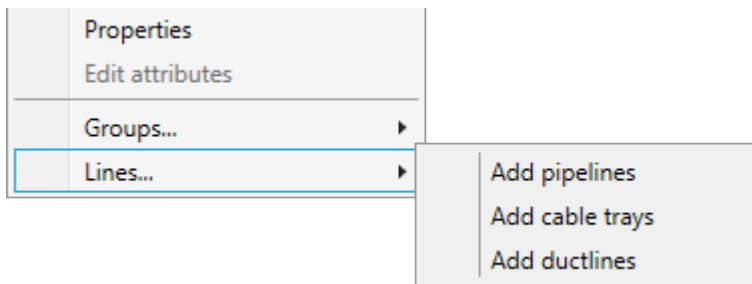 Properties
Edit attributes
Groups...
Lines...
Add pipelines
Add cable trays
Add ductlines